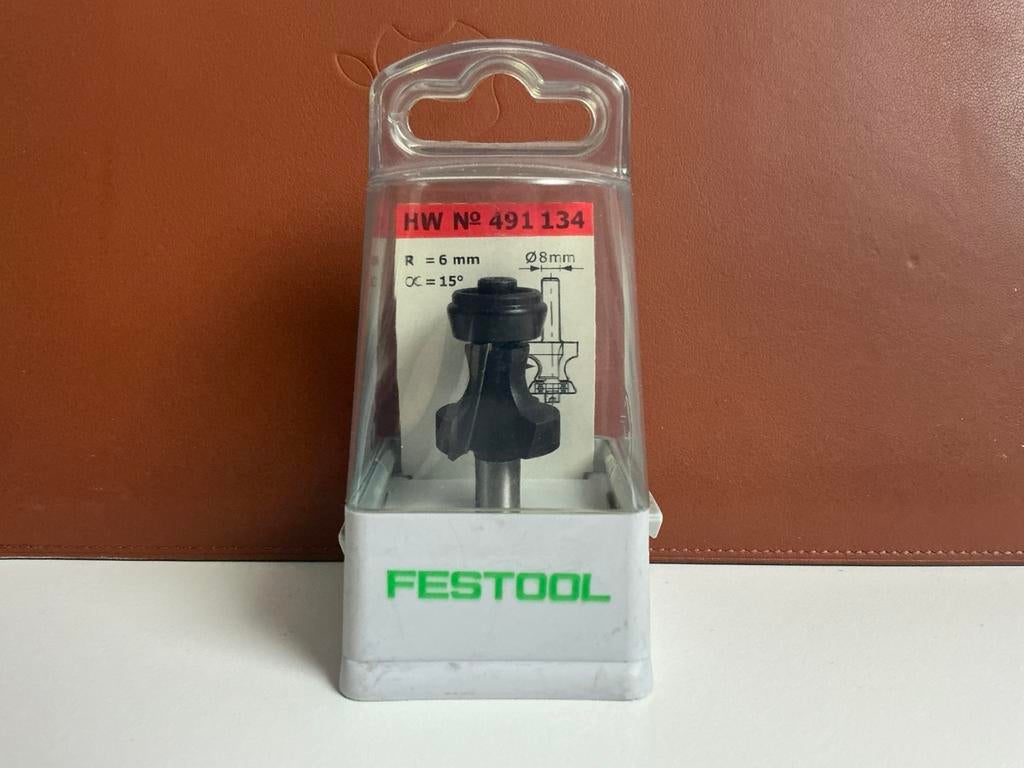 HW Nº 491 134
R = 6 mm
Ø8mm
α = 15°
FESTOOL